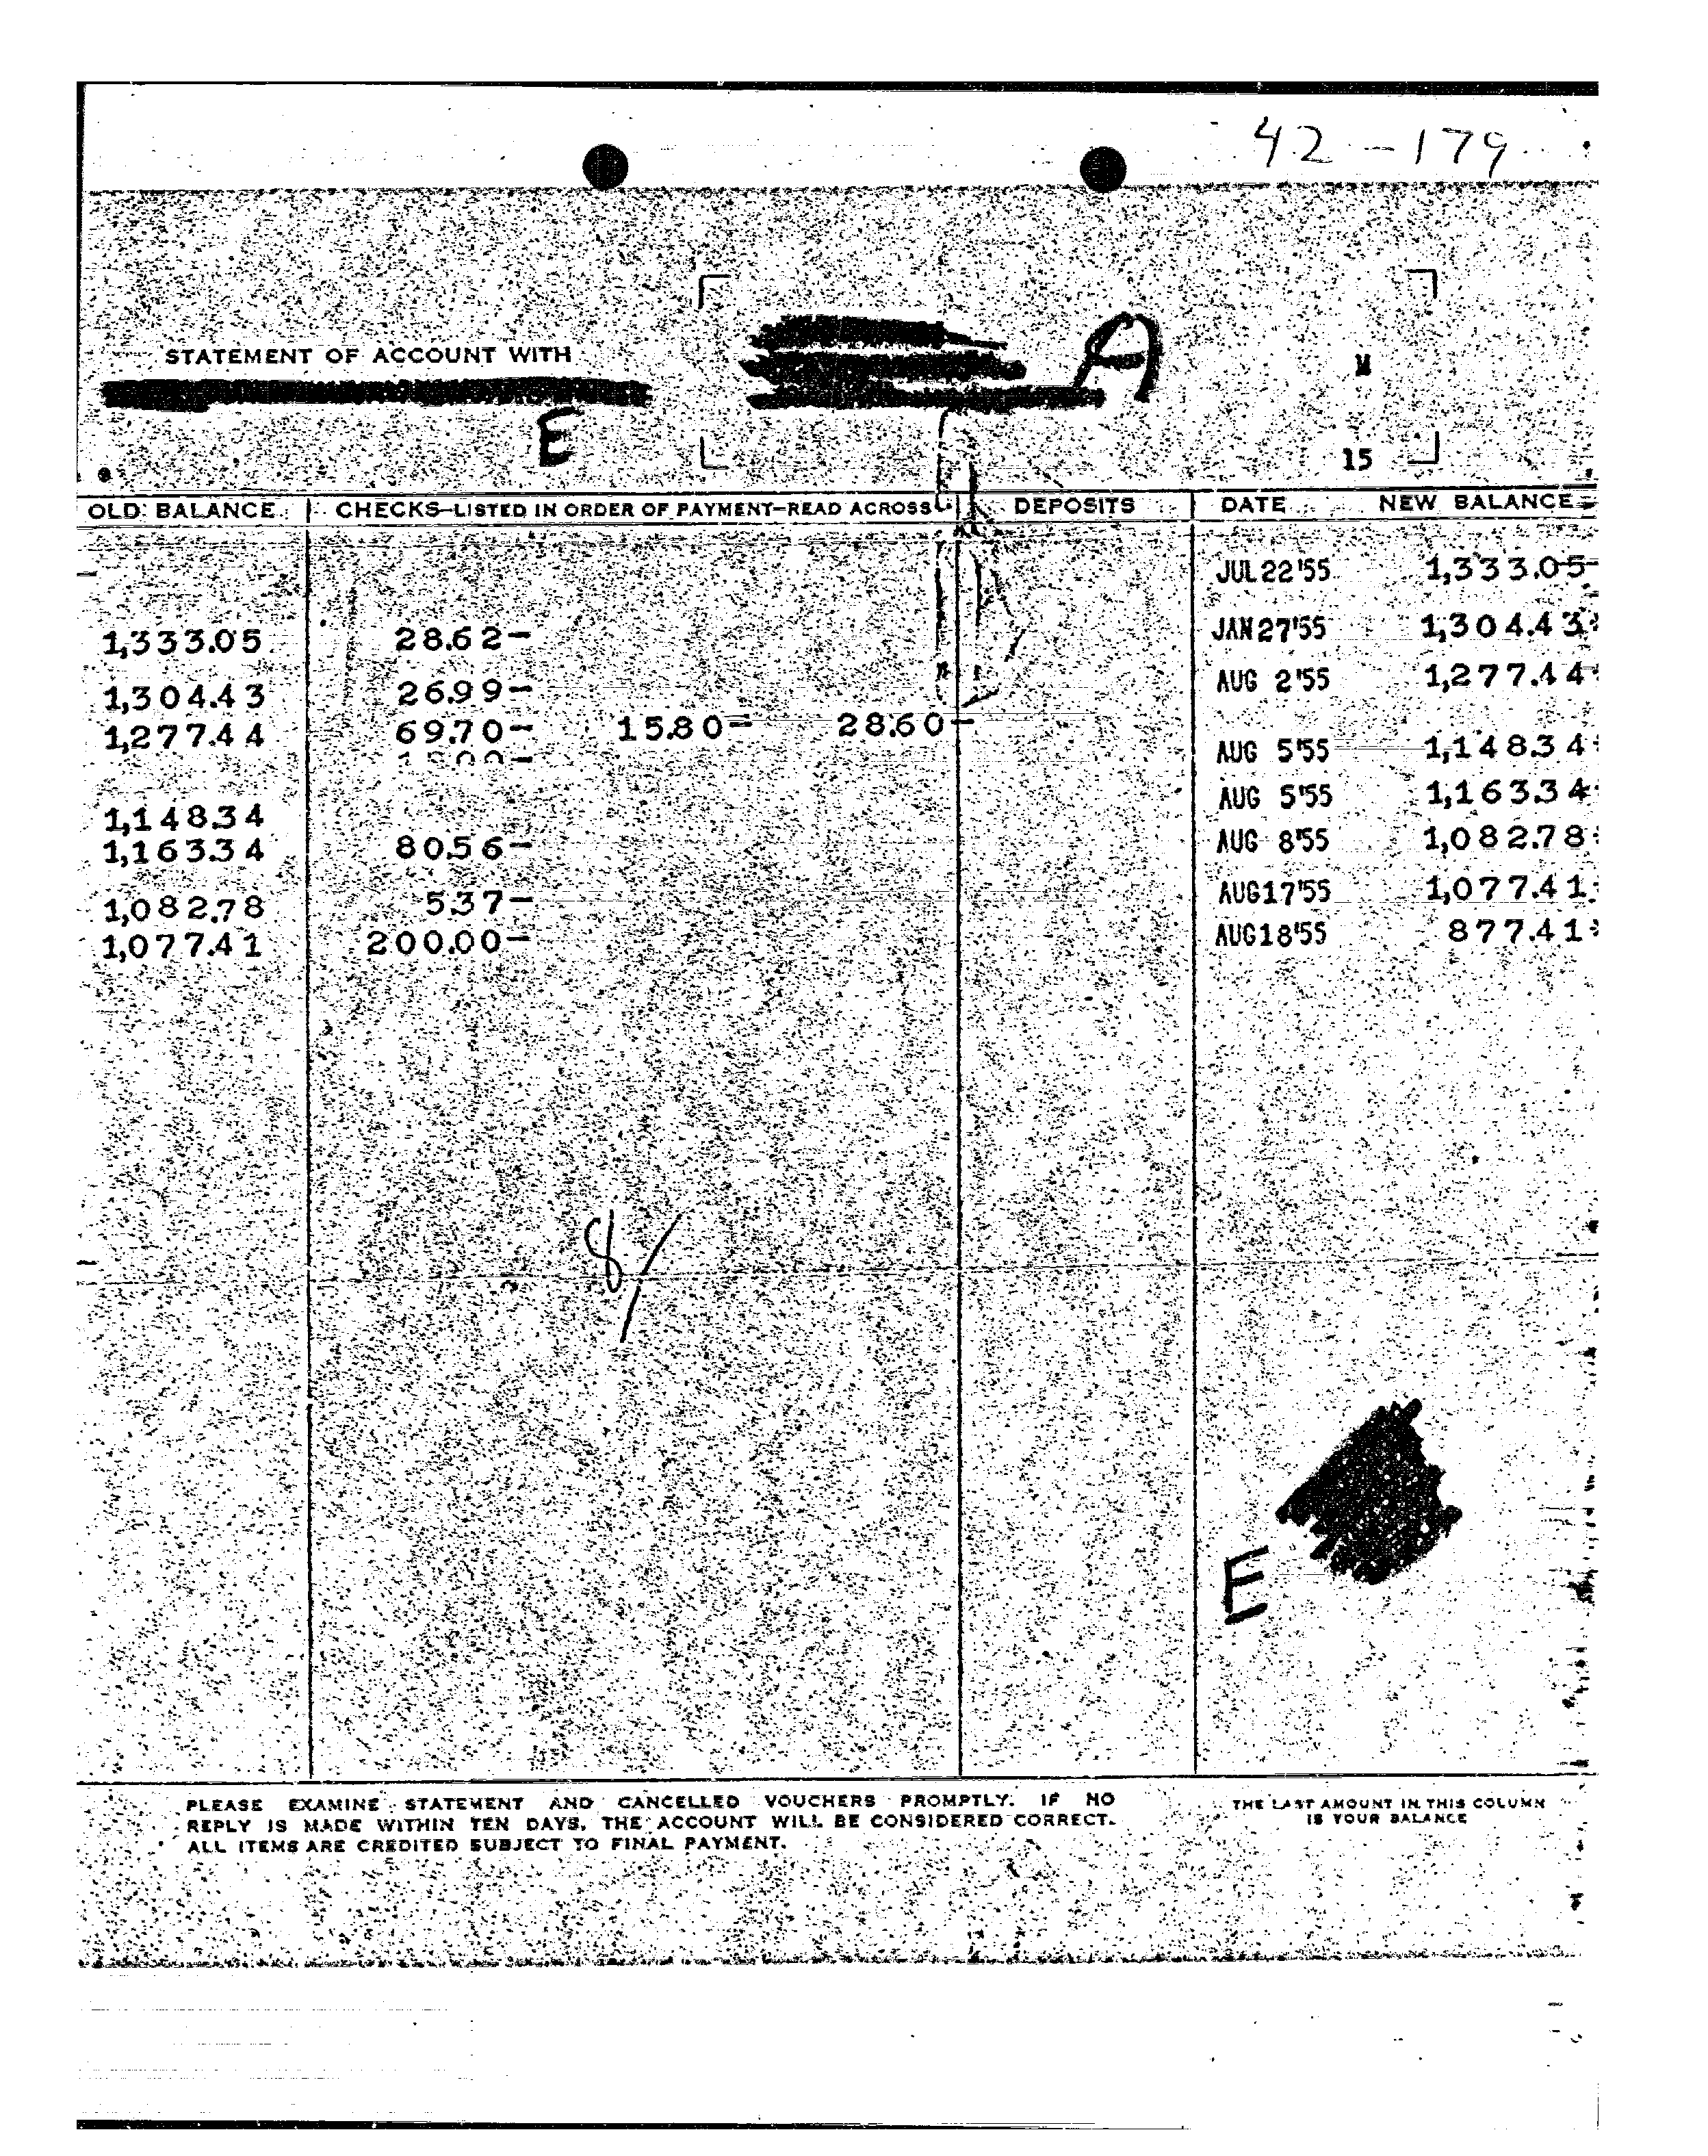 42-179
STATEMENT OF ACCOUNT WITH
A
M
E
15
OLD BALANCE CHECKS—LISTED IN ORDER OF PAYMENT—READ ACROSS DEPOSITS DATE NEW BALANCE
JUL 22 '55 1,333.05
1,333.05 28.62- JAN 27 '55 1,304.43
1,304.43 26.99- AUG 2 '55 1,277.44
1,277.44 69.70- 15.80- 28.60-
AUG 5 '55 1,148.34
1,148.34 AUG 5 '55 1,163.34
1,163.34 80.56- AUG 8 '55 1,082.78
1,082.78 5.37- AUG 17 '55 1,077.41
1,077.41 200.00- AUG 18 '55 877.41
8/
E
PLEASE EXAMINE STATEMENT AND CANCELLED VOUCHERS PROMPTLY. IF NO
REPLY IS MADE WITHIN TEN DAYS, THE ACCOUNT WILL BE CONSIDERED CORRECT.
ALL ITEMS ARE CREDITED SUBJECT TO FINAL PAYMENT.
THE LAST AMOUNT IN THIS COLUMN
IS YOUR BALANCE